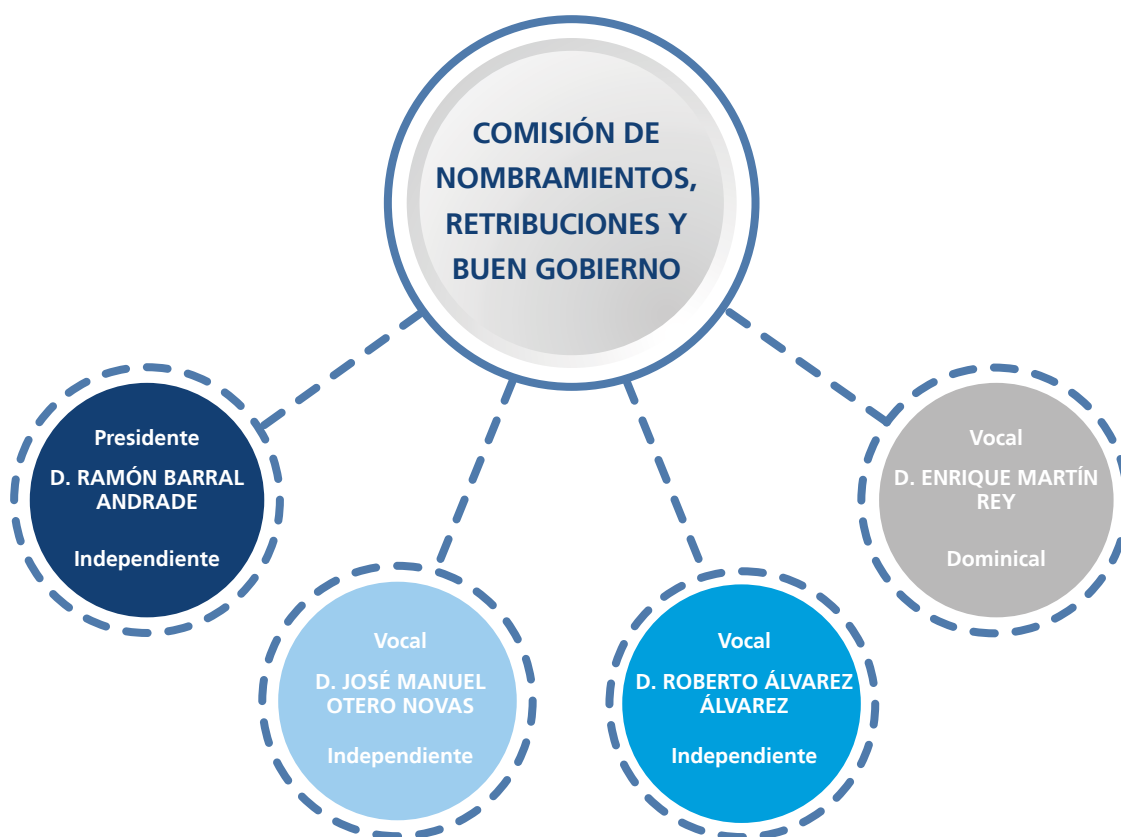 COMISIÓN DE
NOMBRAMIENTOS,
RETRIBUCIONES Y
BUEN GOBIERNO
Presidente
D. RAMÓN BARRAL
ANDRADE
Independiente
Vocal
D. JOSÉ MANUEL
OTERO NOVAS
Independiente
Vocal
D. ROBERTO ÁLVAREZ
ÁLVAREZ
Independiente
Vocal
D. ENRIQUE MARTÍN
REY
Dominical